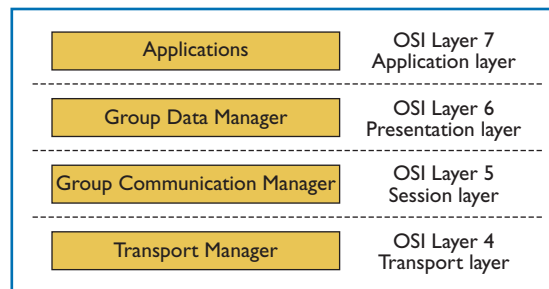 Applications
OSI Layer 7
Application layer
Group Data Manager
OSI Layer 6
Presentation layer
Group Communication Manager
OSI Layer 5
Session layer
Transport Manager
OSI Layer 4
Transport layer